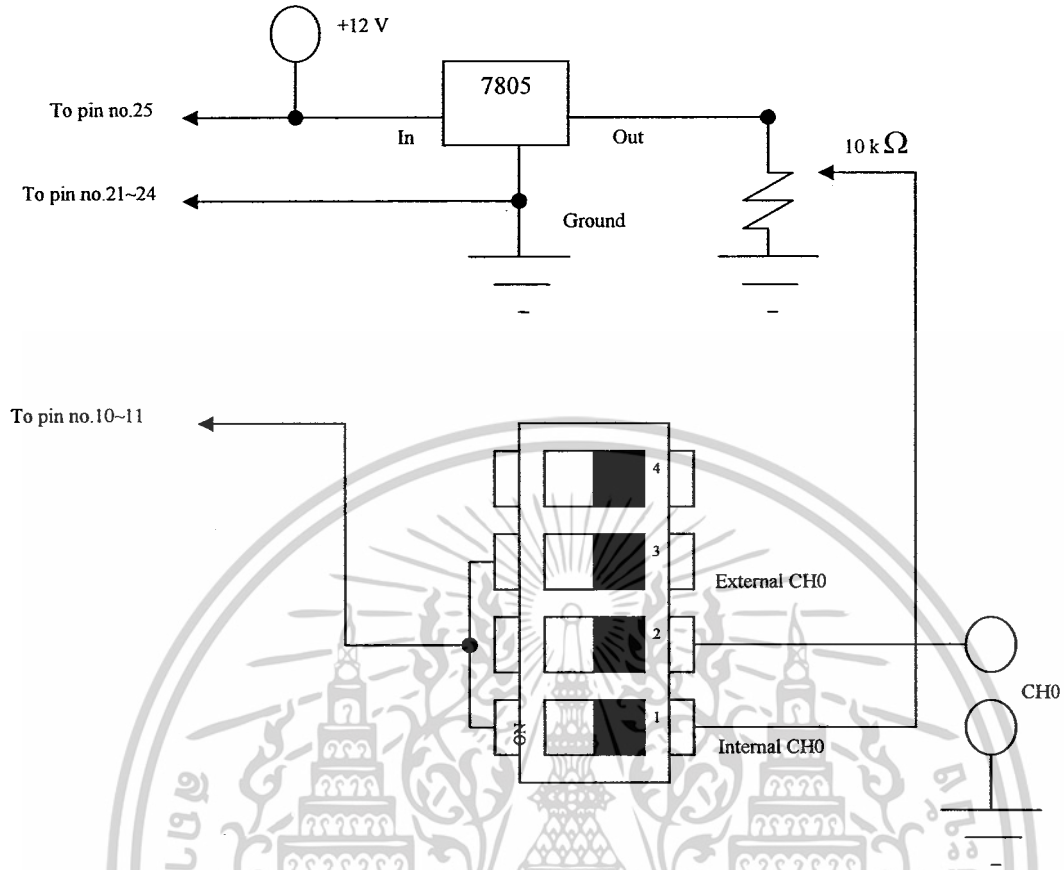 +12 V
7805
To pin no.25
In
Out
10 k Ω
To pin no.21~24
Ground
To pin no.10~11
4
3
External CH0
2
CH0
1
ON
Internal CH0